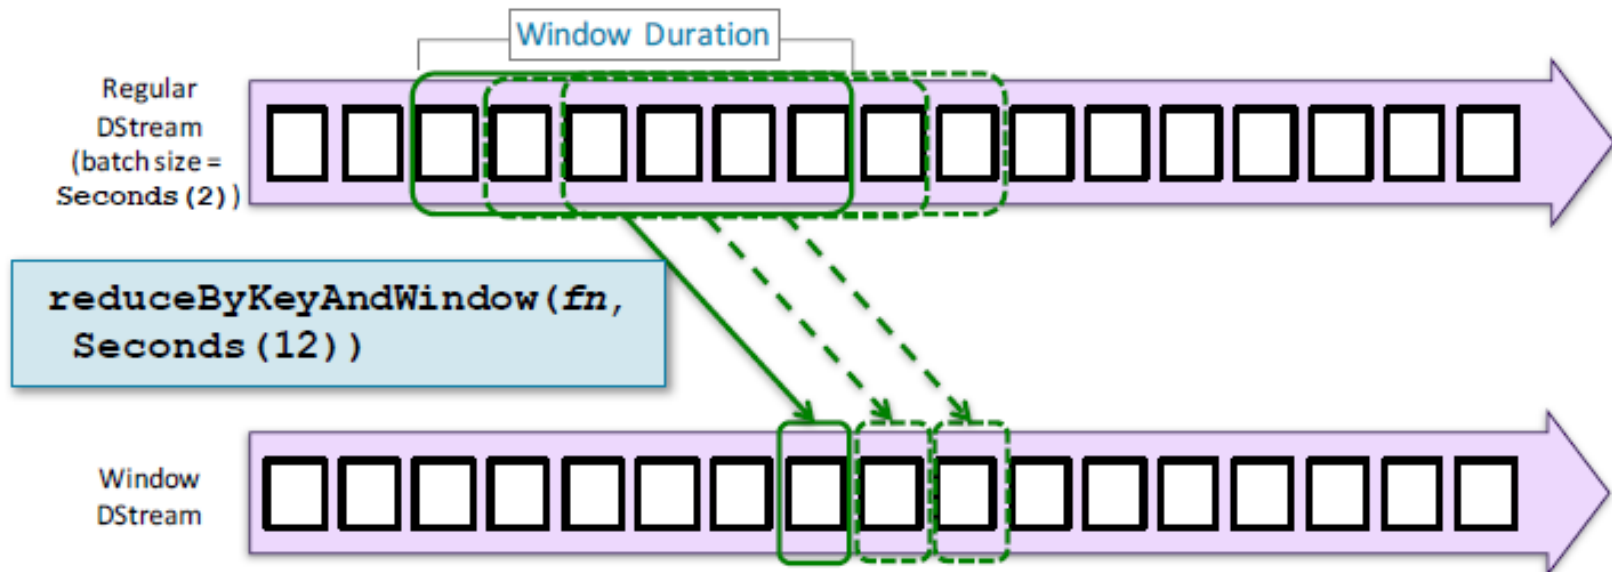 Window Duration
Regular
DStream
(batch size =
Seconds(2))
reduceByKeyAndWindow(fn,
Seconds(12))
Window
DStream